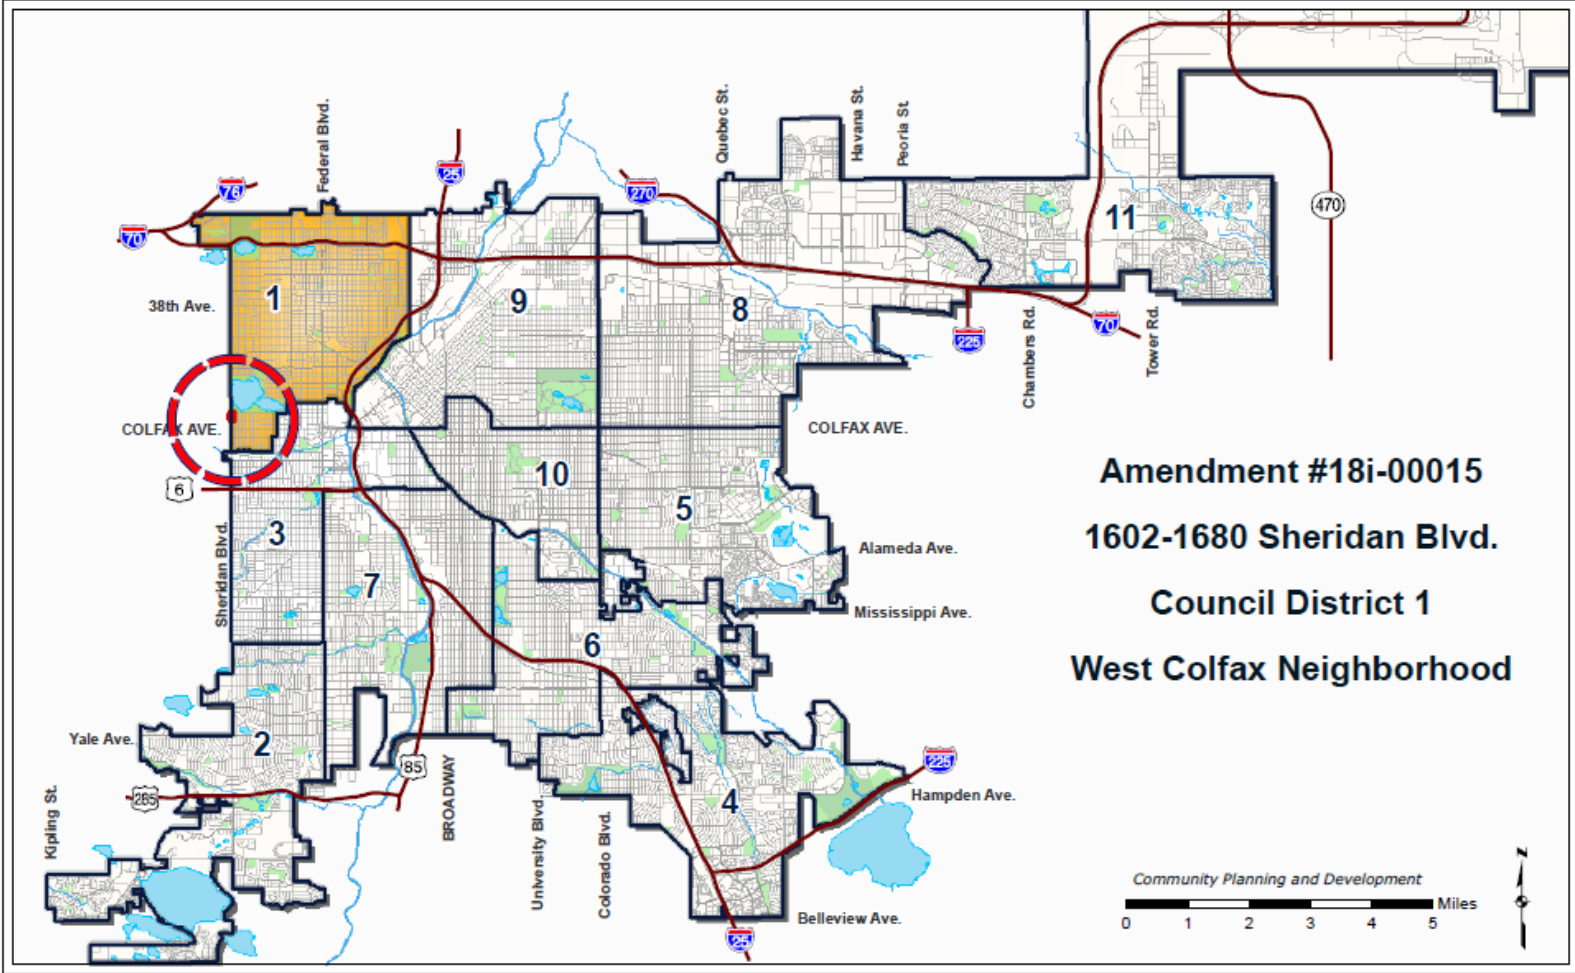 Federal Blvd.
Quebec St.
Havana St.
Peoria St.
25
76
270
70
470
11
1
38th Ave.
9
8
225
70
Chambers Rd.
Tower Rd.
COLFAX AVE.
COLFAX AVE.
6
10
5
3
Sheridan Blvd.
7
Alameda Ave.
Mississippi Ave.
6
2
Yale Ave.
85
285
Kipling St.
BROADWAY
University Blvd.
Colorado Blvd.
4
225
Hampden Ave.
Belleview Ave.
25
Amendment #18i-00015
1602-1680 Sheridan Blvd.
Council District 1
West Colfax Neighborhood
Community Planning and Development
Miles
0 1 2 3 4 5
N